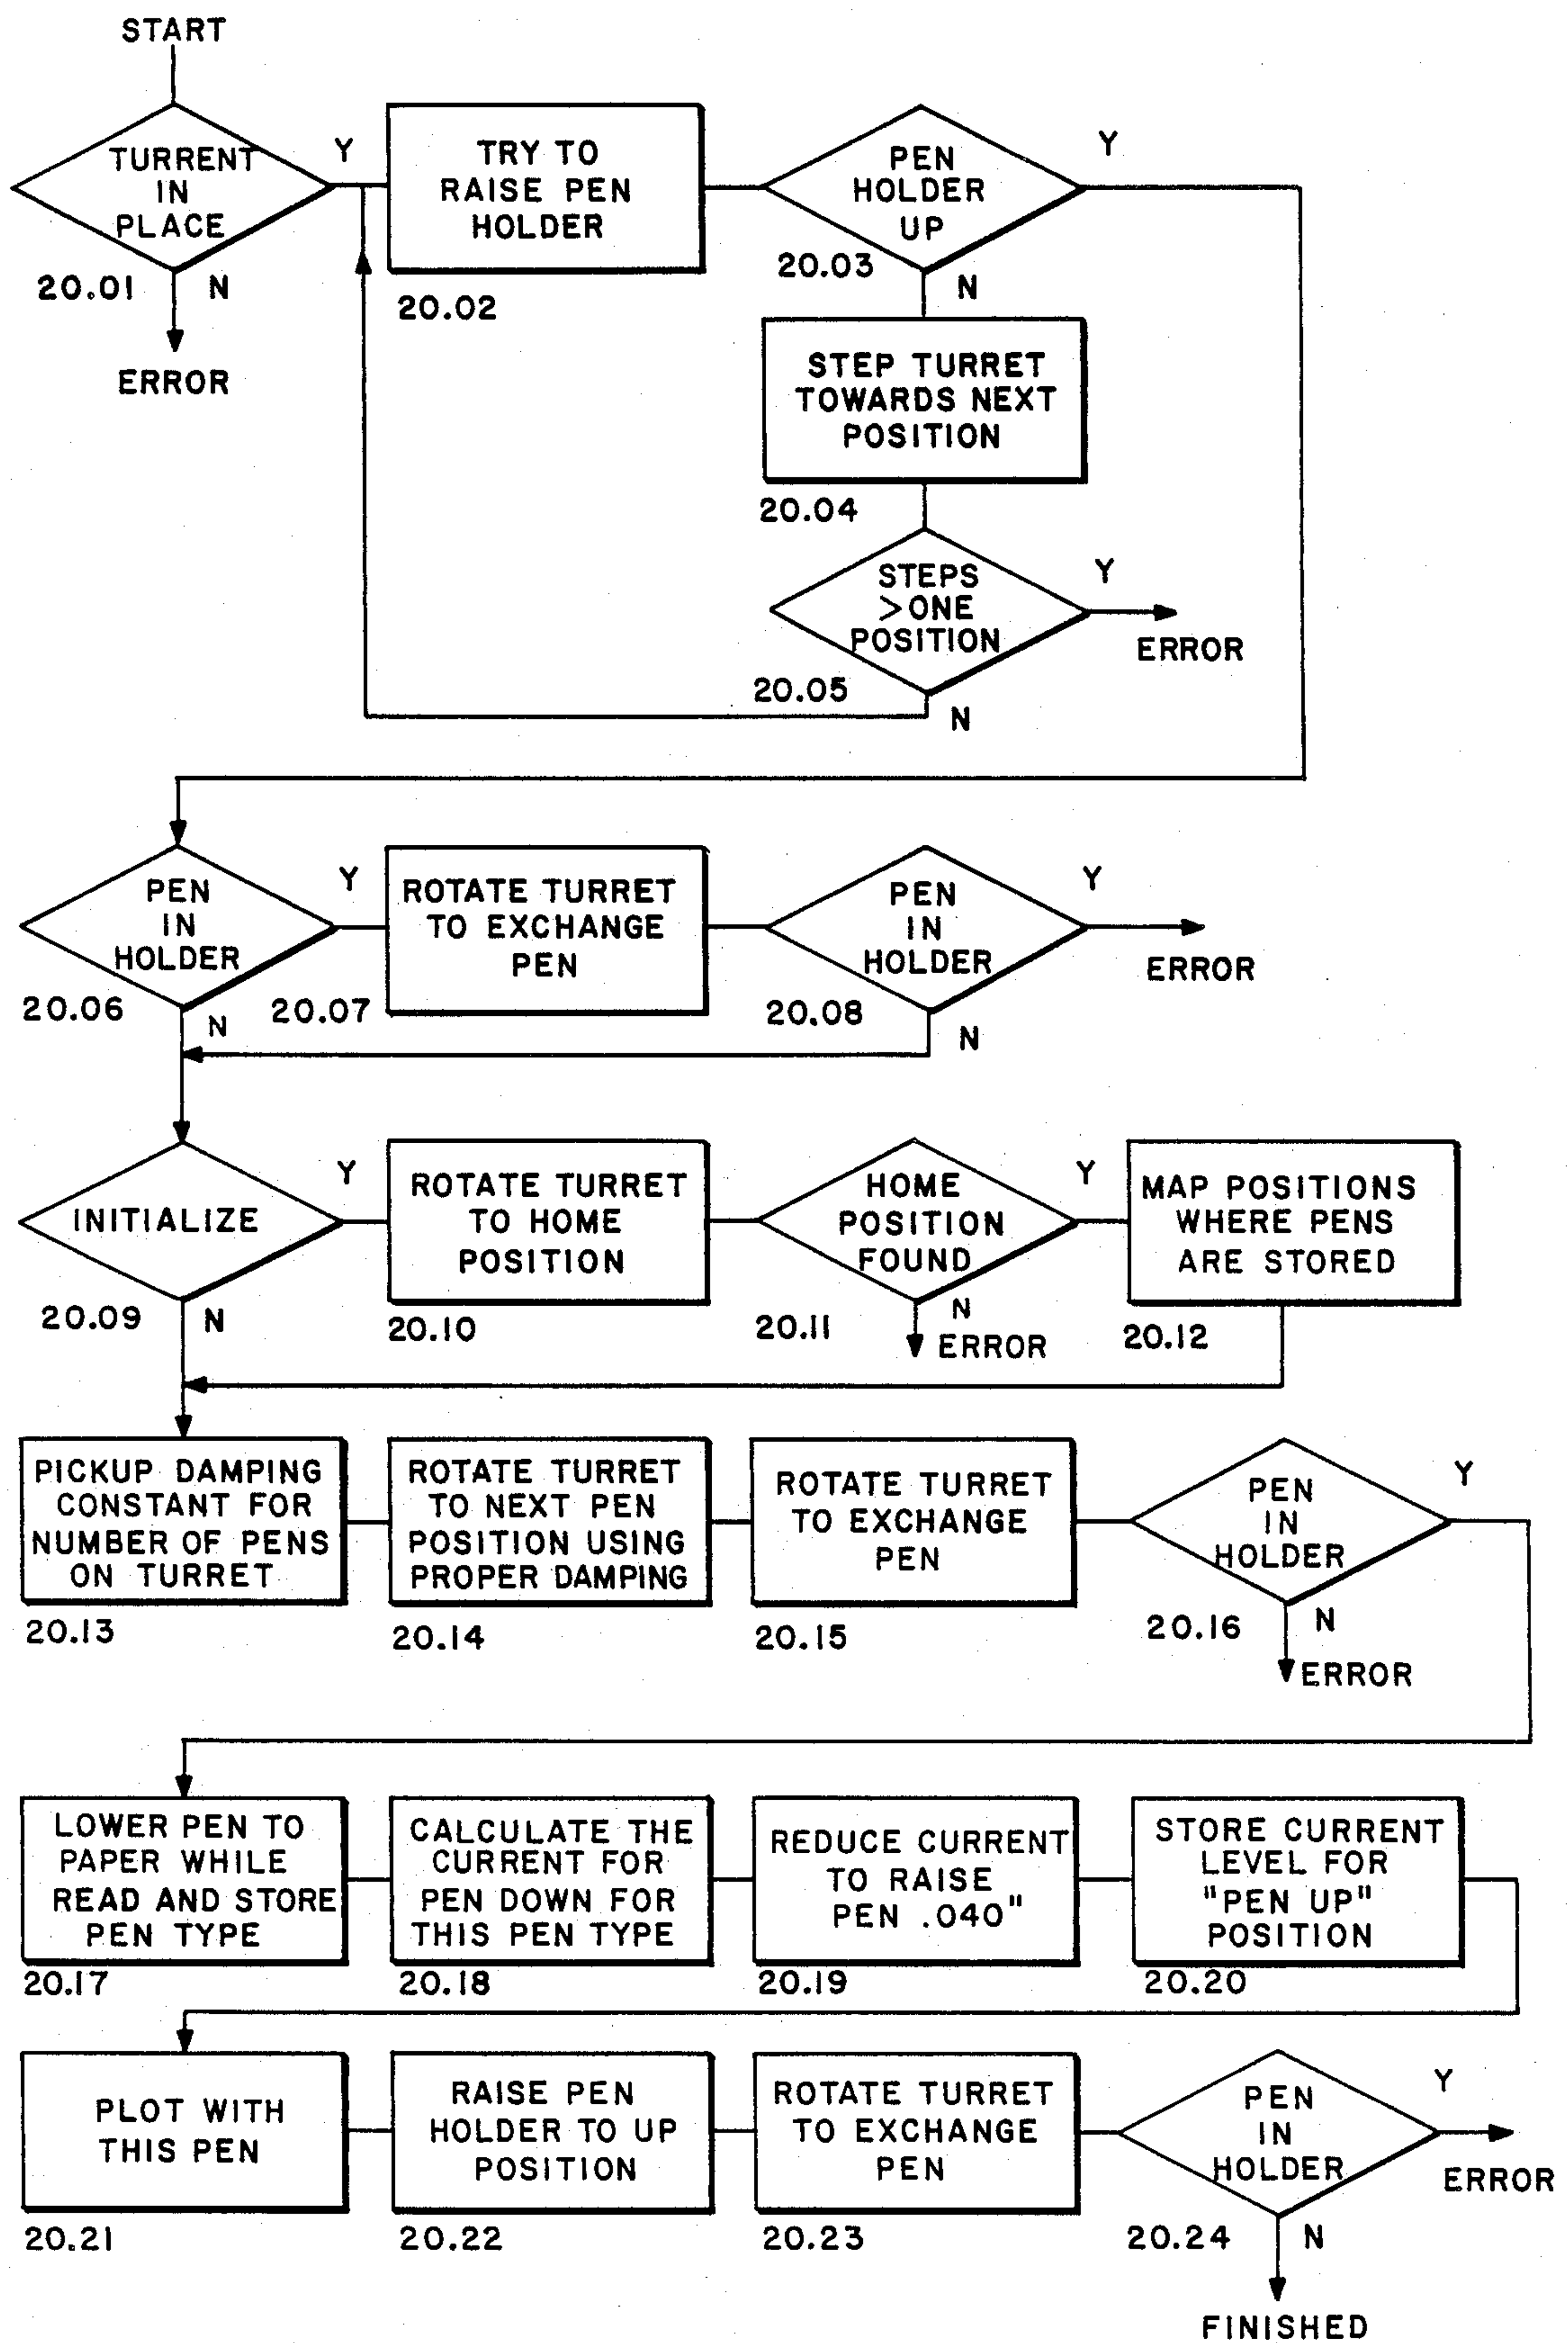 START
TURRENT
IN
PLACE
Y
20.01
N
ERROR
TRY TO
RAISE PEN
HOLDER
20.02
PEN
HOLDER
UP
Y
20.03
N
STEP TURRET
TOWARDS NEXT
POSITION
20.04
STEPS
>ONE
POSITION
Y
ERROR
20.05
N
PEN
IN
HOLDER
Y
20.06
N
ROTATE TURRET
TO EXCHANGE
PEN
20.07
PEN
IN
HOLDER
Y
ERROR
20.08
N
INITIALIZE
Y
20.09
N
ROTATE TURRET
TO HOME
POSITION
20.10
HOME
POSITION
FOUND
Y
20.11
N
ERROR
MAP POSITIONS
WHERE PENS
ARE STORED
20.12
PICKUP DAMPING
CONSTANT FOR
NUMBER OF PENS
ON TURRET
20.13
ROTATE TURRET
TO NEXT PEN
POSITION USING
PROPER DAMPING
20.14
ROTATE TURRET
TO EXCHANGE
PEN
20.15
PEN
IN
HOLDER
Y
20.16
N
ERROR
LOWER PEN TO
PAPER WHILE
READ AND STORE
PEN TYPE
20.17
CALCULATE THE
CURRENT FOR
PEN DOWN FOR
THIS PEN TYPE
20.18
REDUCE CURRENT
TO RAISE
PEN .040"
20.19
STORE CURRENT
LEVEL FOR
"PEN UP"
POSITION
20.20
PLOT WITH
THIS PEN
20.21
RAISE PEN
HOLDER TO UP
POSITION
20.22
ROTATE TURRET
TO EXCHANGE
PEN
20.23
PEN
IN
HOLDER
Y
ERROR
20.24
N
FINISHED